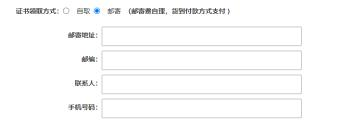 证书领取方式：○ 自取 ◉ 邮寄 （邮寄费自理，货到付款方式支付）
邮寄地址：
邮编：
联系人：
手机号码：